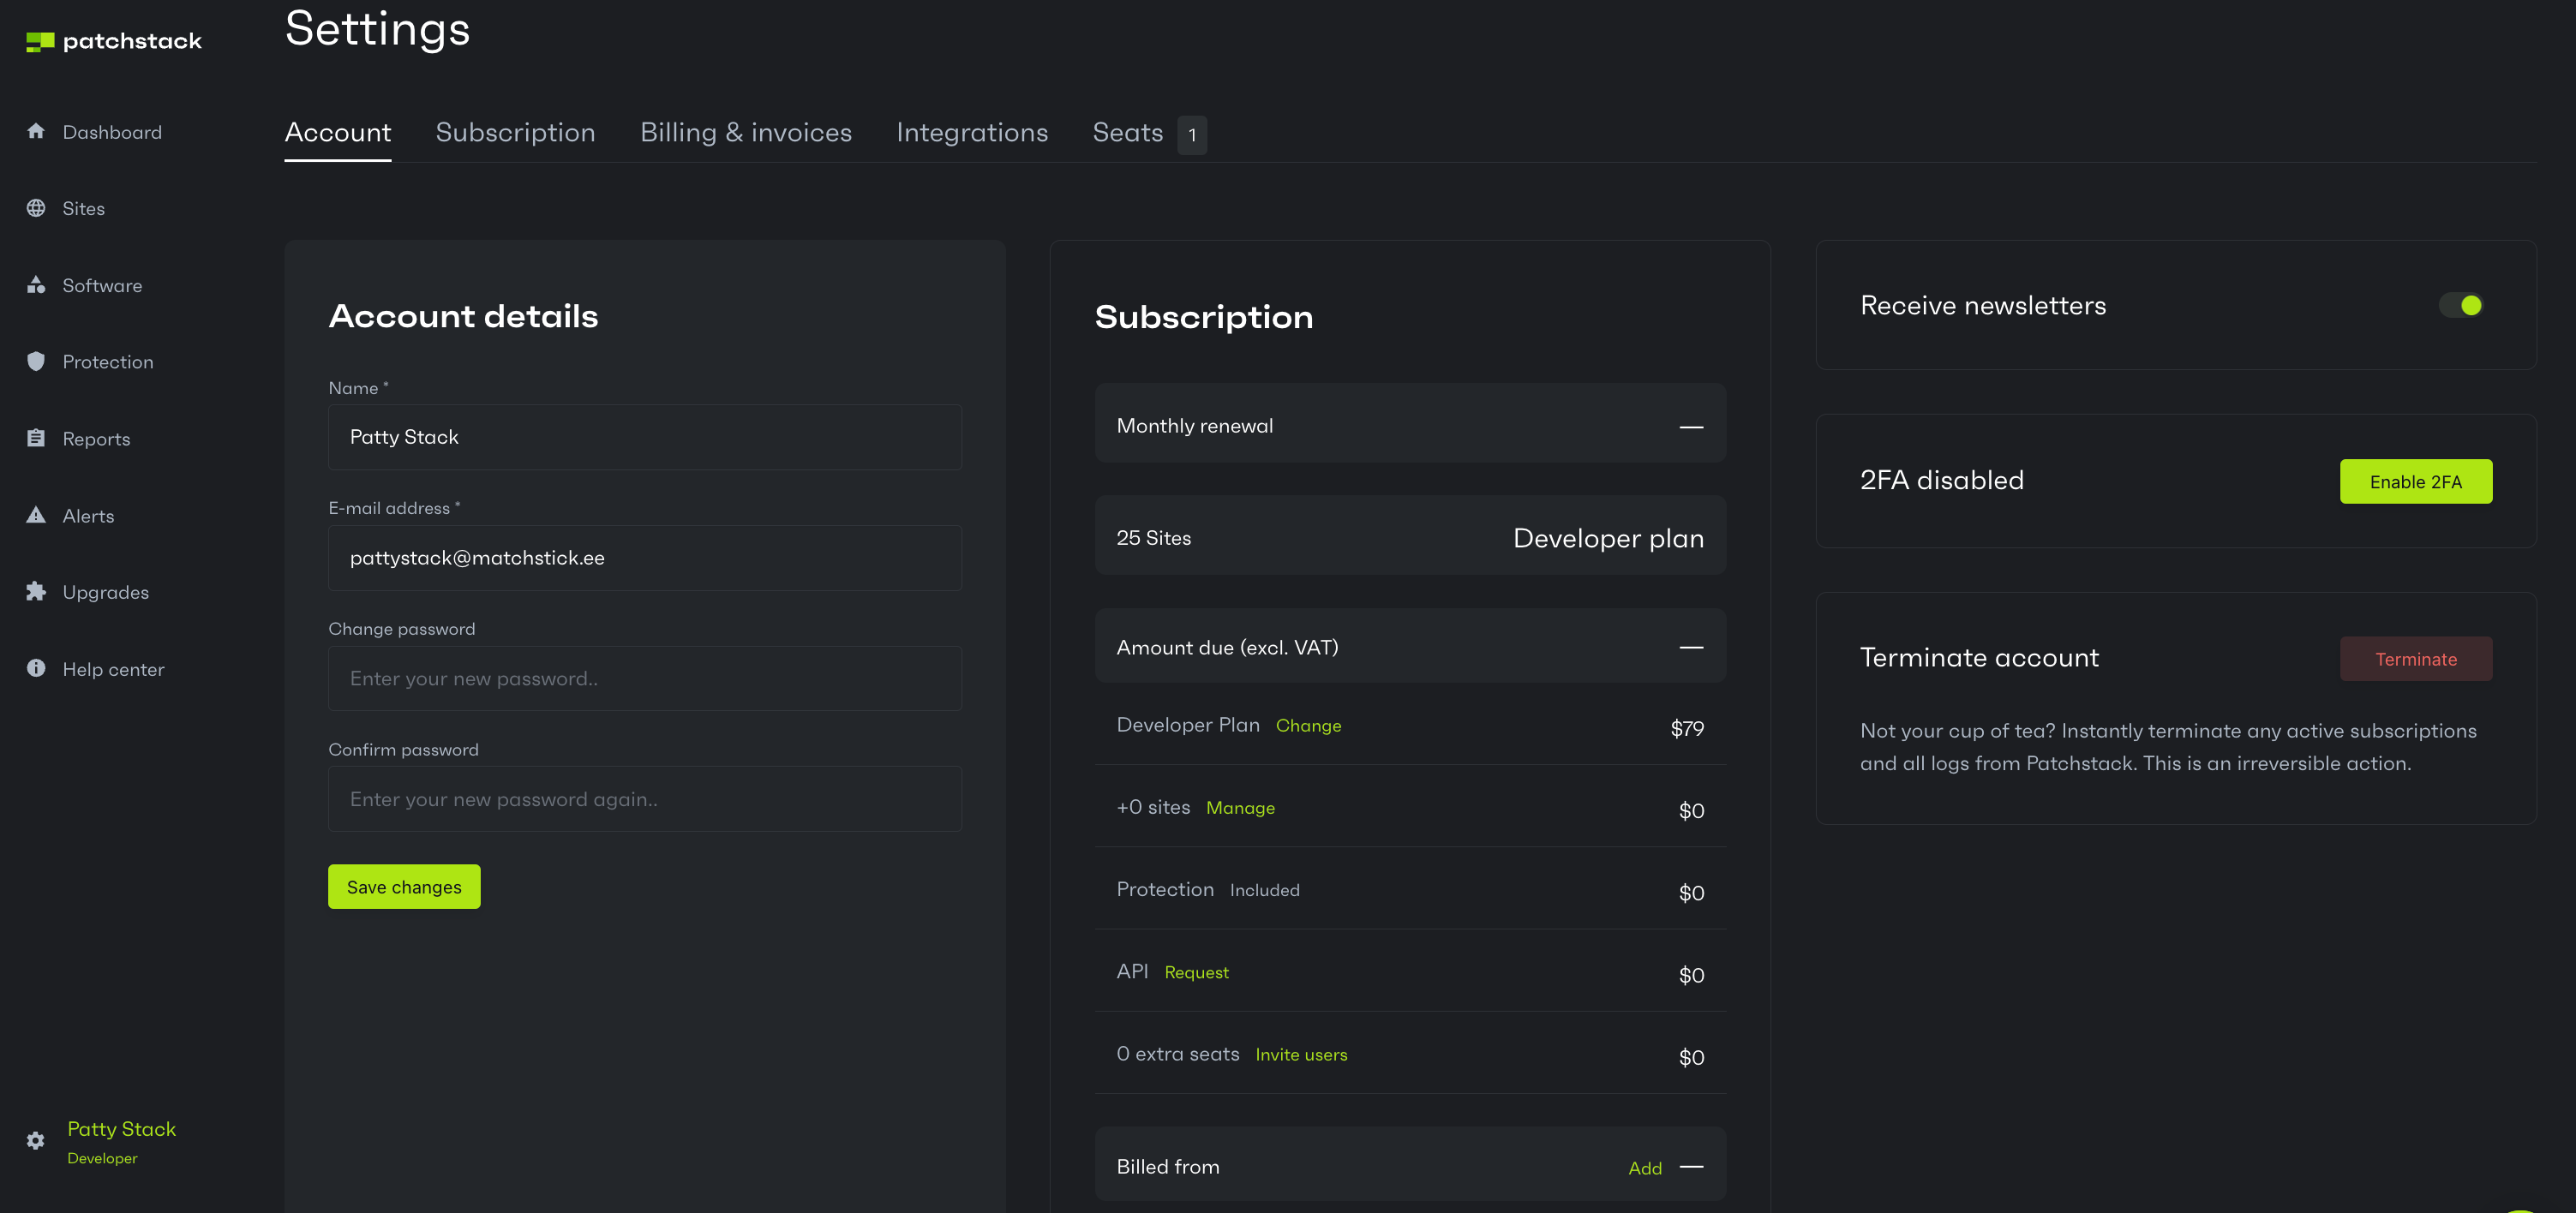 patchstack
Dashboard
Sites
Software
Protection
Reports
Alerts
Upgrades
Help center
Patty Stack
Developer
Settings
Account Subscription Billing & invoices Integrations Seats 1
Account details
Name *
Patty Stack
E-mail address *
pattystack@matchstick.ee
Change password
Enter your new password..
Confirm password
Enter your new password again..
Save changes
Subscription
Monthly renewal —
25 Sites Developer plan
Amount due (excl. VAT) —
Developer Plan Change $79
+0 sites Manage $0
Protection Included $0
API Request $0
0 extra seats Invite users $0
Billed from Add —
Receive newsletters
2FA disabled Enable 2FA
Terminate account Terminate
Not your cup of tea? Instantly terminate any active subscriptions
and all logs from Patchstack. This is an irreversible action.